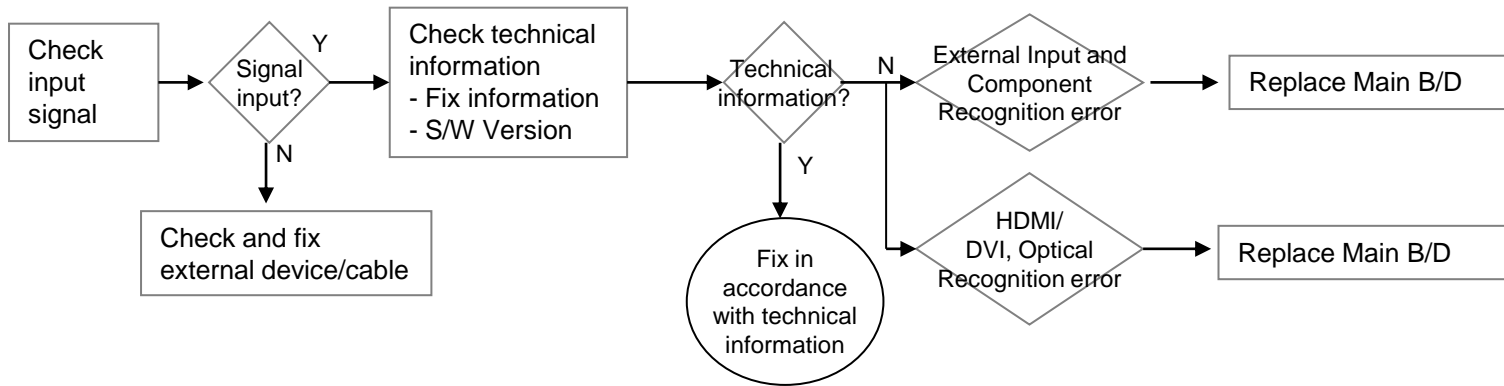 Check
input
signal
Signal
input?
Y
N
Check and fix
external device/cable
Check technical
information
- Fix information
- S/W Version
Technical
information?
N
Y
Fix in
accordance
with technical
information
External Input and
Component
Recognition error
Replace Main B/D
HDMI/
DVI, Optical
Recognition error
Replace Main B/D